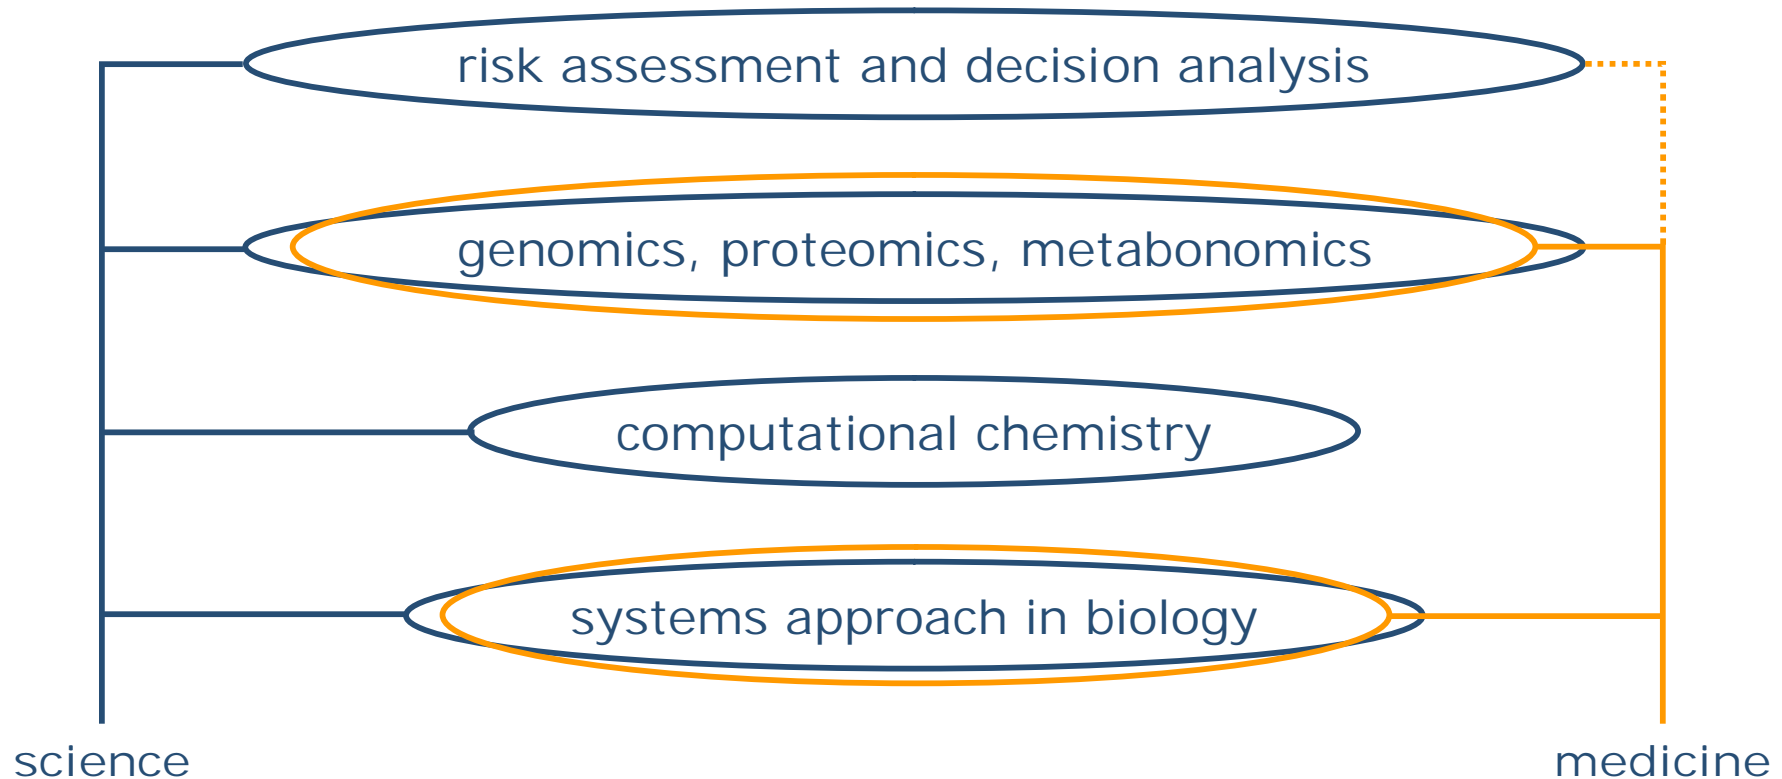 risk assessment and decision analysis
genomics, proteomics, metabonomics
computational chemistry
systems approach in biology
science
medicine